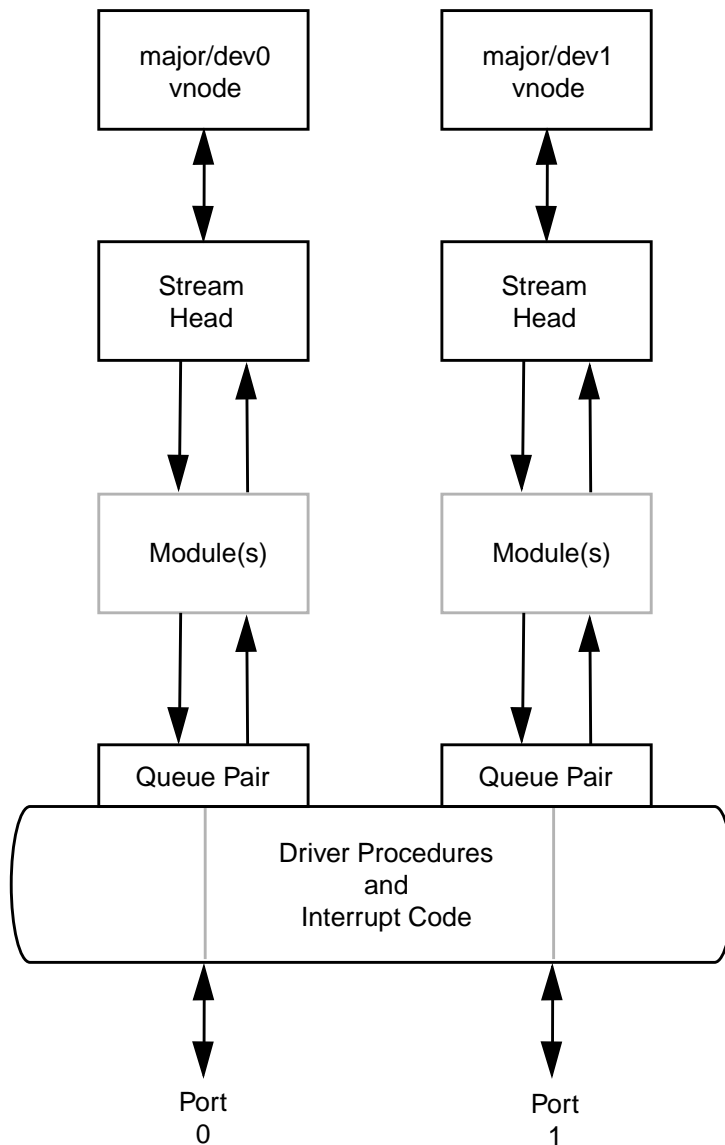 major/dev0
vnode
major/dev1
vnode
Stream
Head
Stream
Head
Module(s)
Module(s)
Queue Pair
Queue Pair
Driver Procedures
and
Interrupt Code
Port
0
Port
1